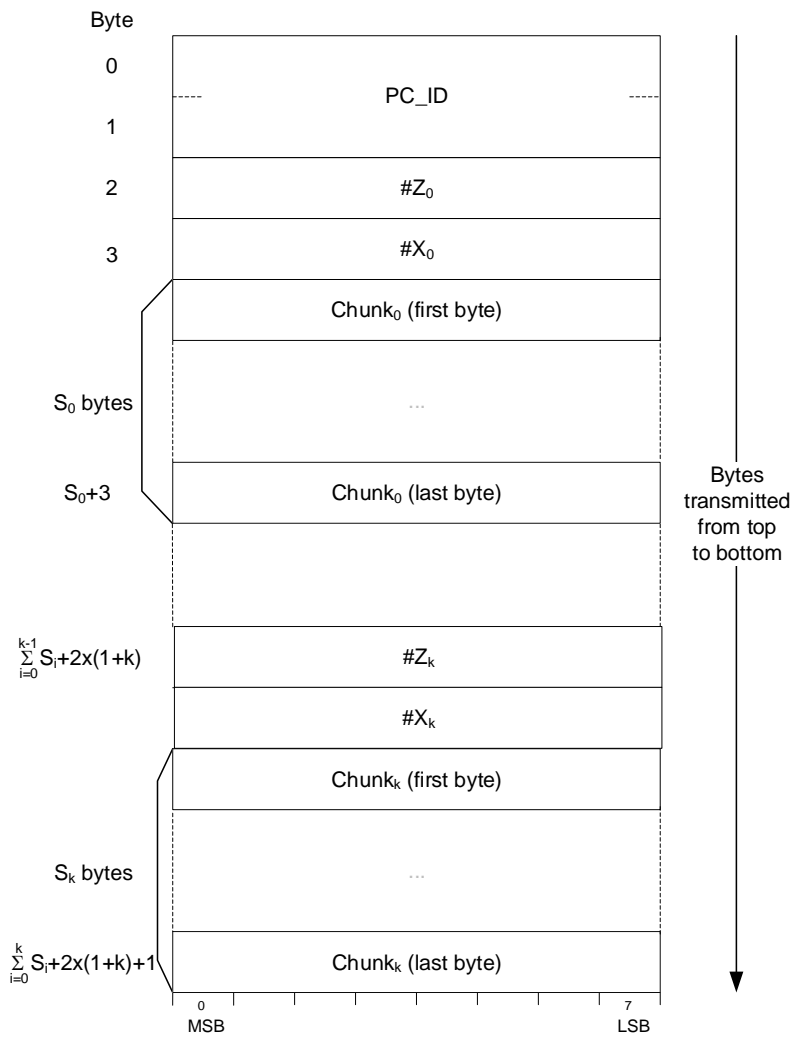 Byte
0
PC_ID
1
2
#Z₀
3
#X₀
Chunk₀ (first byte)
S₀ bytes
...
S₀+3
Chunk₀ (last byte)
Bytes
transmitted
from top
to bottom
k-1
Σ Sᵢ+2x(1+k)
i=0
#Zₖ
#Xₖ
Chunkₖ (first byte)
Sₖ bytes
...
k
Σ Sᵢ+2x(1+k)+1
i=0
Chunkₖ (last byte)
0 7
MSB LSB